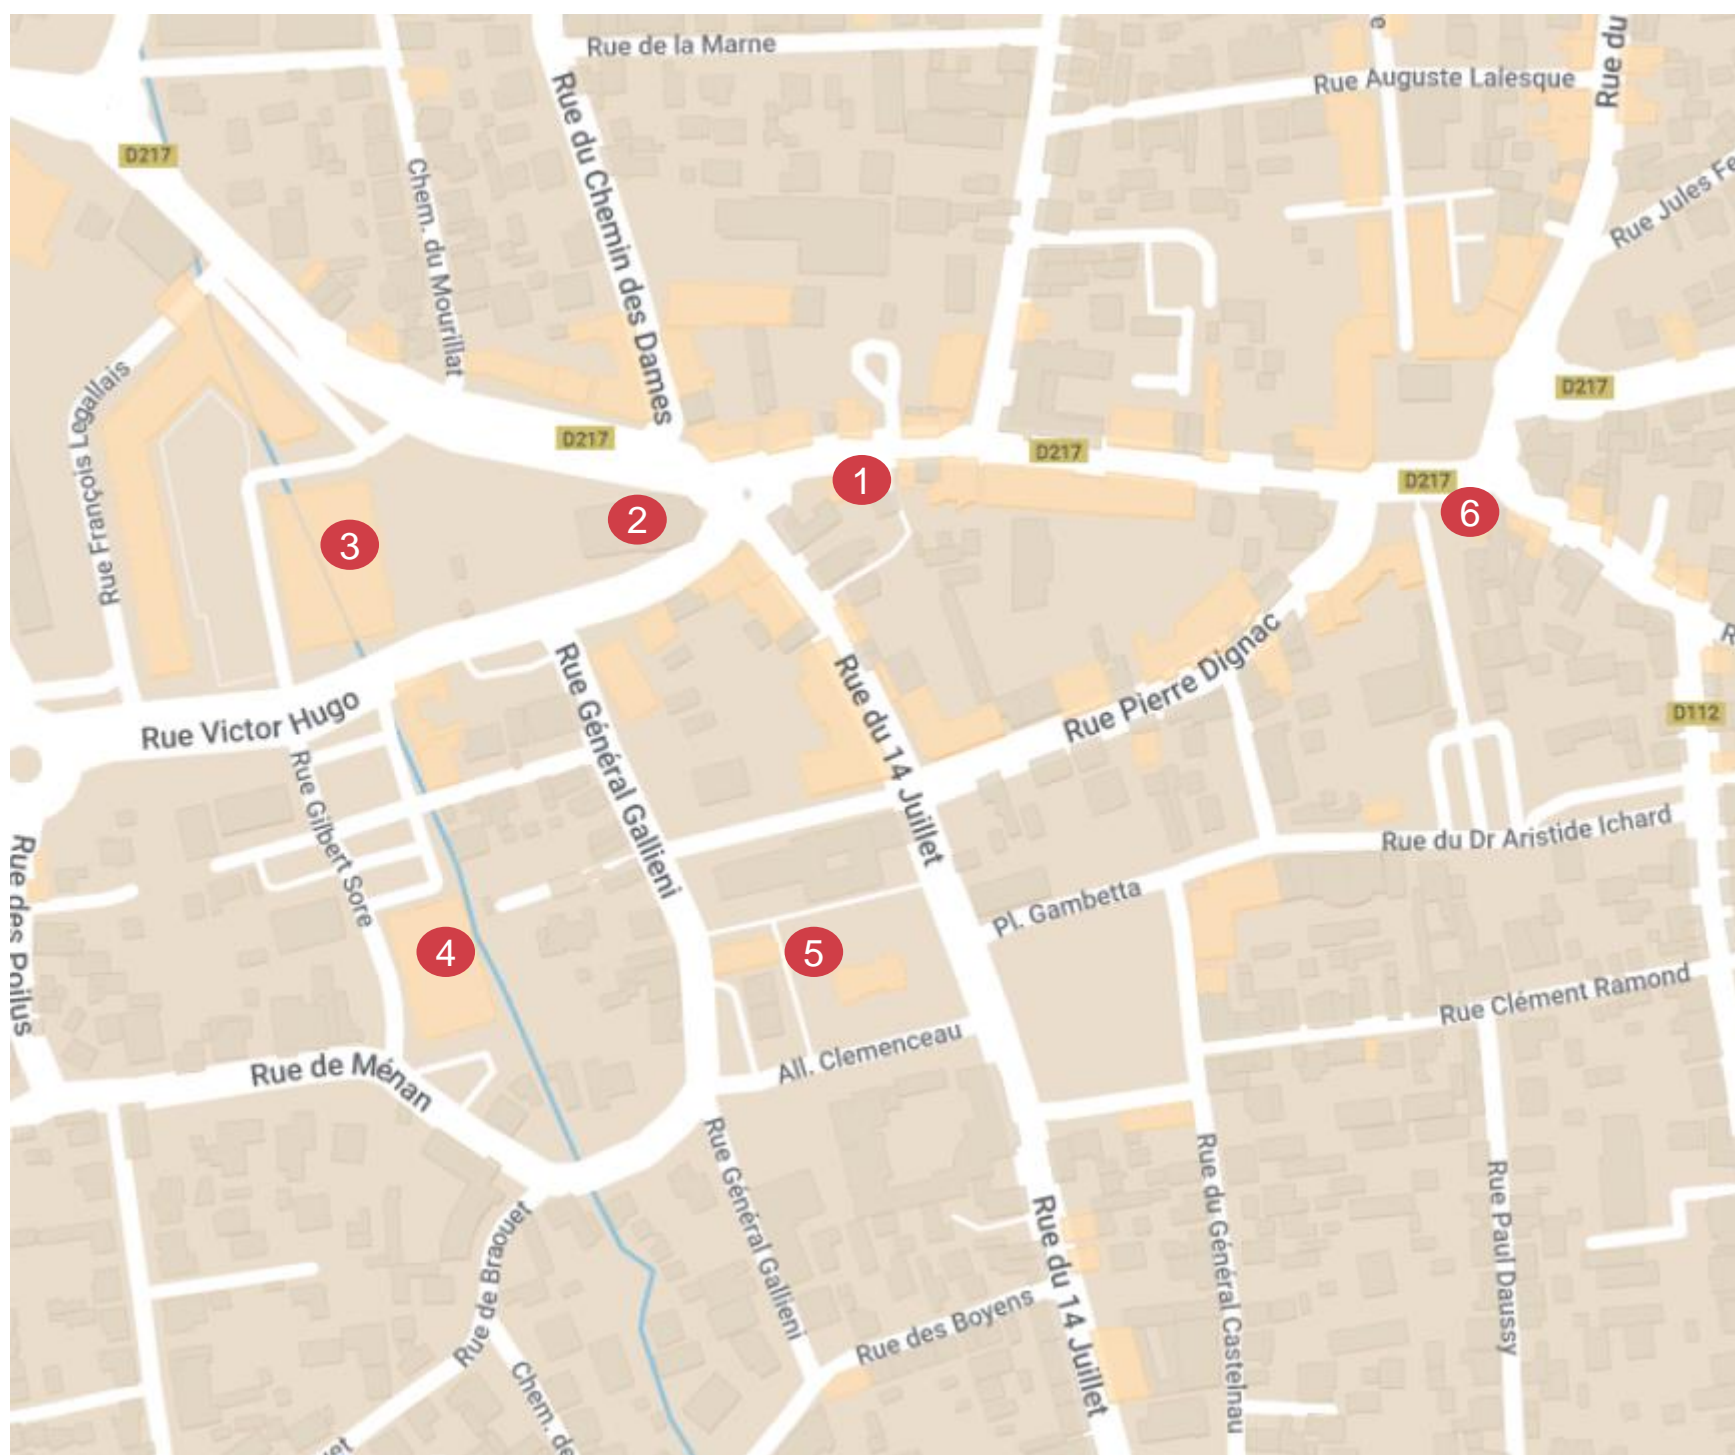 Rue de la Marne
Rue du
Rue Auguste Lalesque
D217
Rue du Chemin des Dames
Chem. du Mourillat
Rue Jules Fe
Rue François Legallais
D217
D217
D217
D217
1
2
3
6
Rue Victor Hugo
Rue Général Gallieni
Rue du 14 Juillet
Rue Pierre Dignac
D112
Rue Gilbert Sore
Rue des Poilus
Rue du Dr Aristide Ichard
Pl. Gambetta
4
5
Rue Clément Ramond
Rue de Ménan
All. Clemenceau
Rue Général Gallieni
Rue du Général Castelnau
Rue Paul Daussy
Rue de Braouet
Rue du 14 Juillet
Rue des Boyens
Chem. de